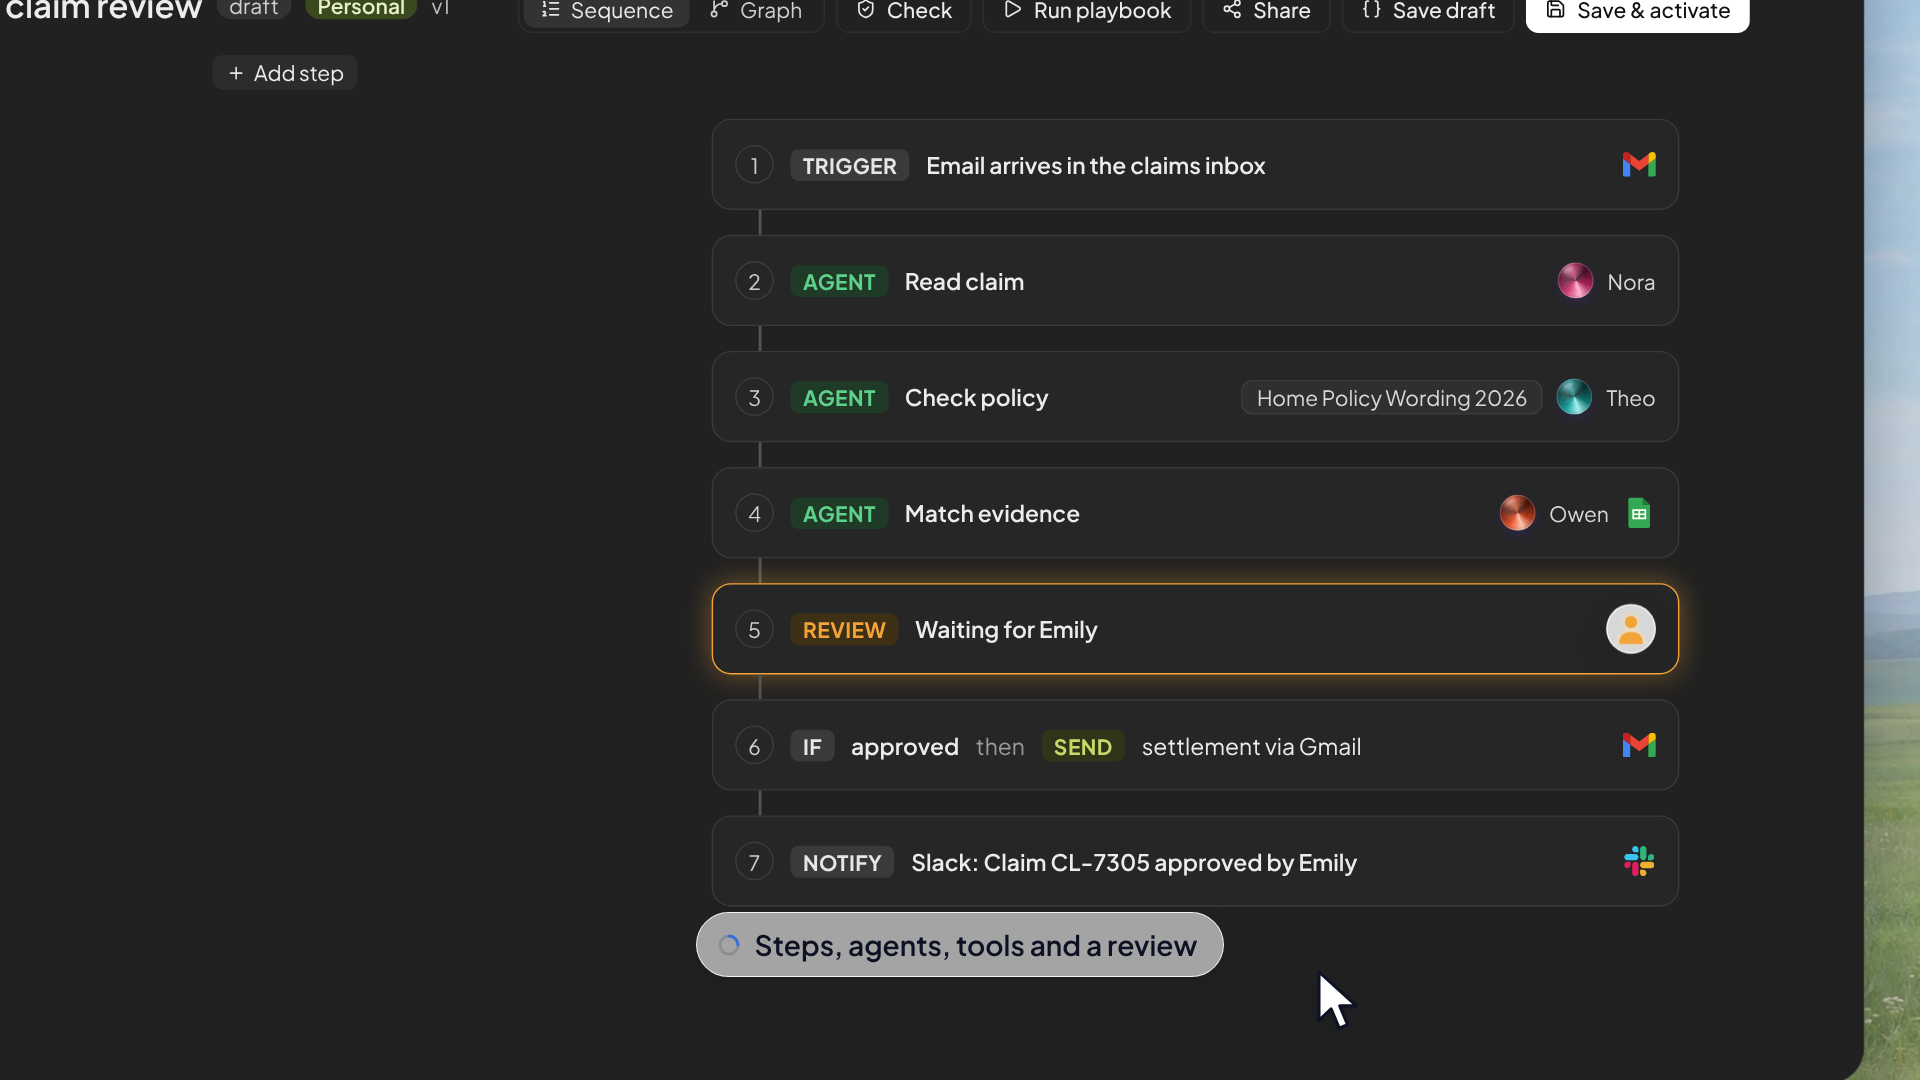 claim review draft Personal v1
Sequence Graph Check Run playbook Share Save draft Save & activate
+ Add step
1 TRIGGER Email arrives in the claims inbox
2 AGENT Read claim Nora
3 AGENT Check policy Home Policy Wording 2026 Theo
4 AGENT Match evidence Owen
5 REVIEW Waiting for Emily
6 IF approved then SEND settlement via Gmail
7 NOTIFY Slack: Claim CL-7305 approved by Emily
Steps, agents, tools and a review